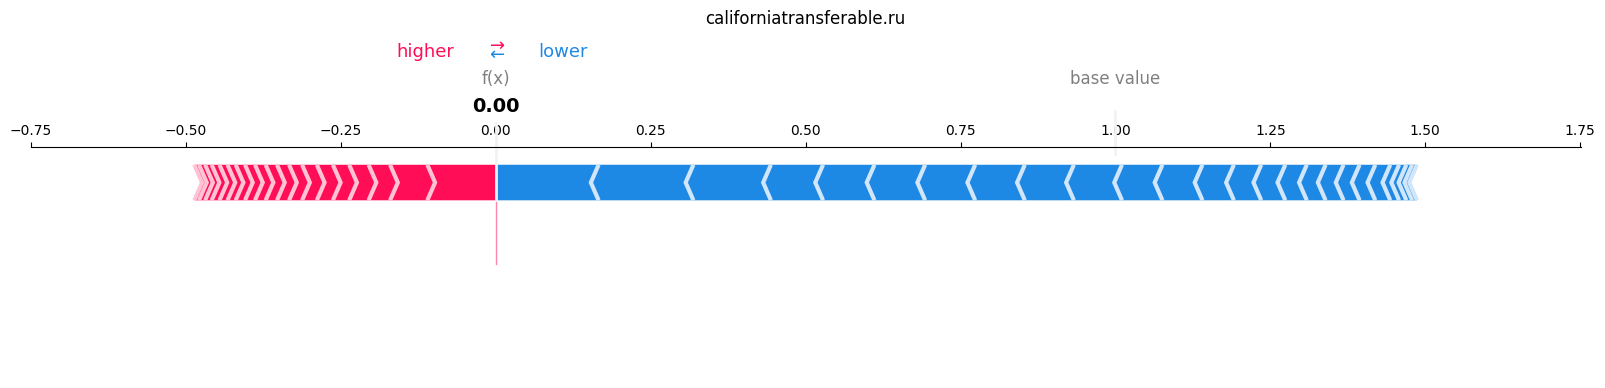 californiatransferable.ru
higher → ← lower
f(x) base value
0.00
−0.75 −0.50 −0.25 0.00 0.25 0.50 0.75 1.00 1.25 1.50 1.75